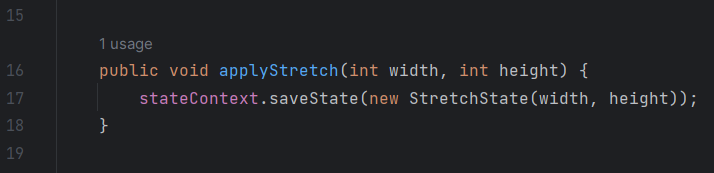 15
1 usage
16 public void applyStretch(int width, int height) {
17 stateContext.saveState(new StretchState(width, height));
18 }
19